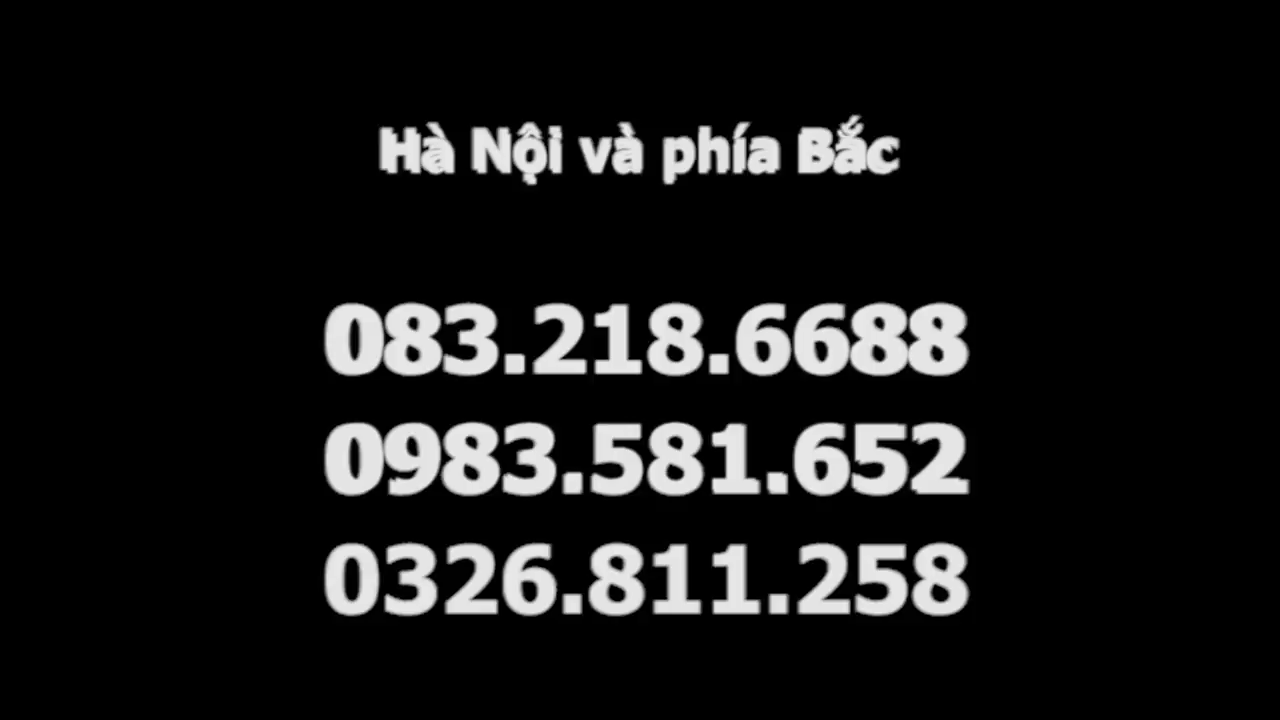 Hà Nội và phía Bắc
083.218.6688
0983.581.652
0326.811.258